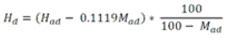 H_d = (H_ad − 0.1119M_ad) * 100 / (100 − M_ad)